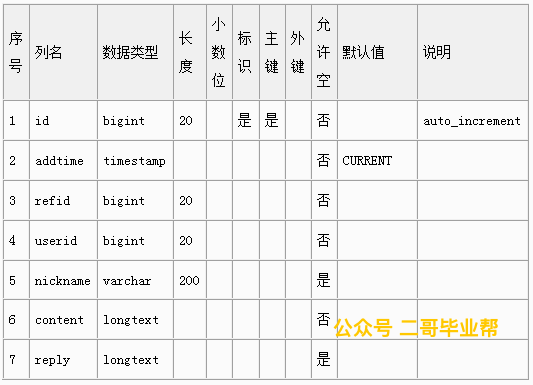 序号 列名 数据类型 长度 小数位 标识 主键 外键 允许空 默认值 说明
1 id bigint 20 是 是 否 auto_increment
2 addtime timestamp 否 CURRENT
3 refid bigint 20 否
4 userid bigint 20 否
5 nickname varchar 200 是
6 content longtext 否
7 reply longtext 是
公众号 二哥毕业帮